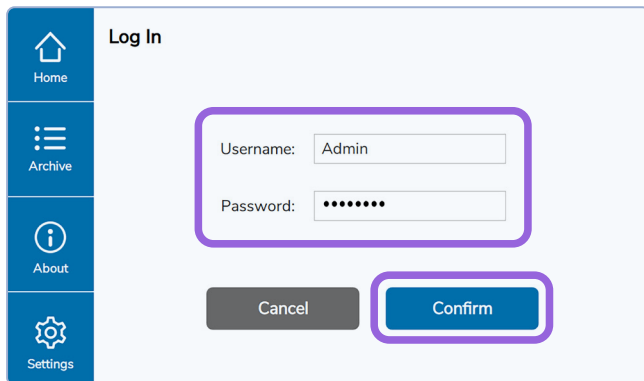 Log In
Home
Archive
About
Settings
Username: Admin
Password: ••••••••
Cancel
Confirm